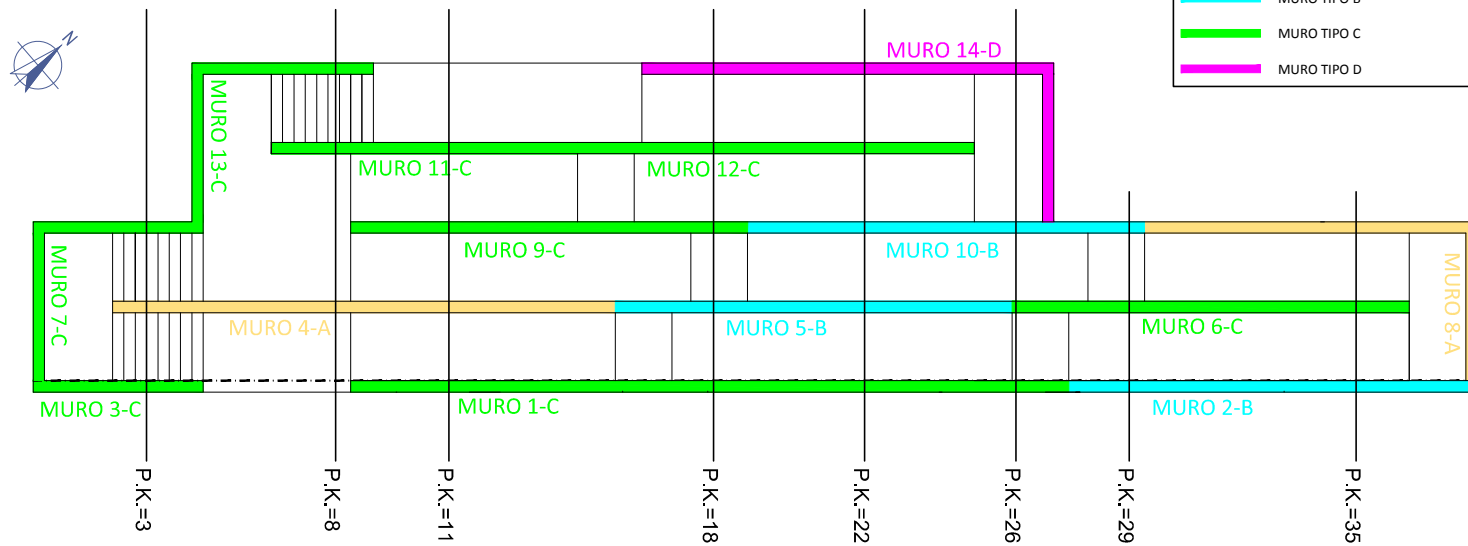 MURO TIPO B
N
MURO TIPO C
MURO 14-D
MURO TIPO D
MURO 13-C
MURO 11-C
MURO 12-C
MURO 7-C
MURO 9-C
MURO 10-B
MURO 8-A
MURO 4-A
MURO 5-B
MURO 6-C
MURO 3-C
MURO 1-C
MURO 2-B
P.K.=3
P.K.=8
P.K.=11
P.K.=18
P.K.=22
P.K.=26
P.K.=29
P.K.=35